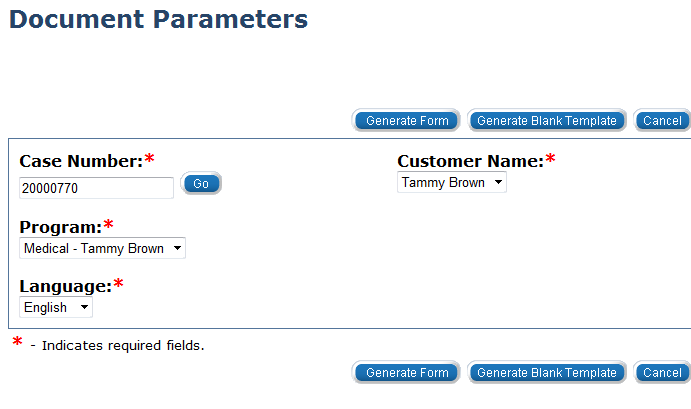 Document Parameters
Generate Form Generate Blank Template Cancel
Case Number:* Customer Name:*
20000770 Go Tammy Brown
Program:*
Medical - Tammy Brown
Language:*
English
* - Indicates required fields.
Generate Form Generate Blank Template Cancel